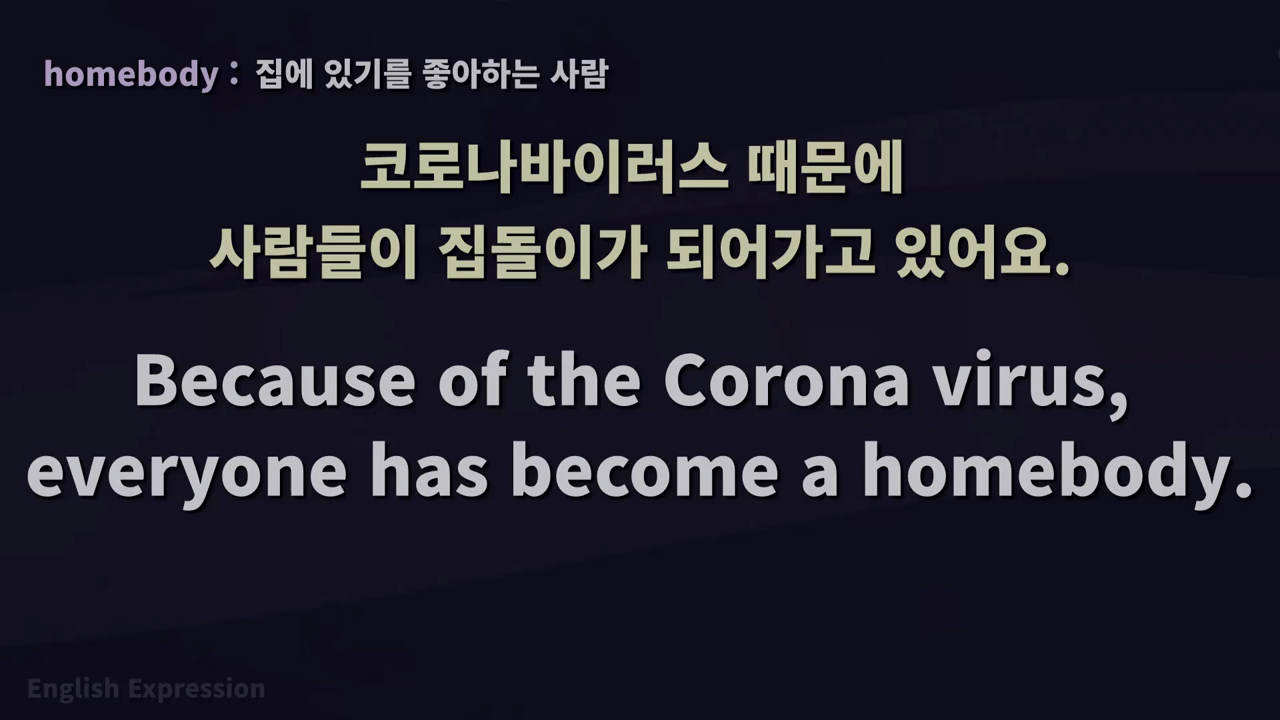 homebody : 집에 있기를 좋아하는 사람
코로나바이러스 때문에
사람들이 집돌이가 되어가고 있어요.
Because of the Corona virus,
everyone has become a homebody.
English Expression